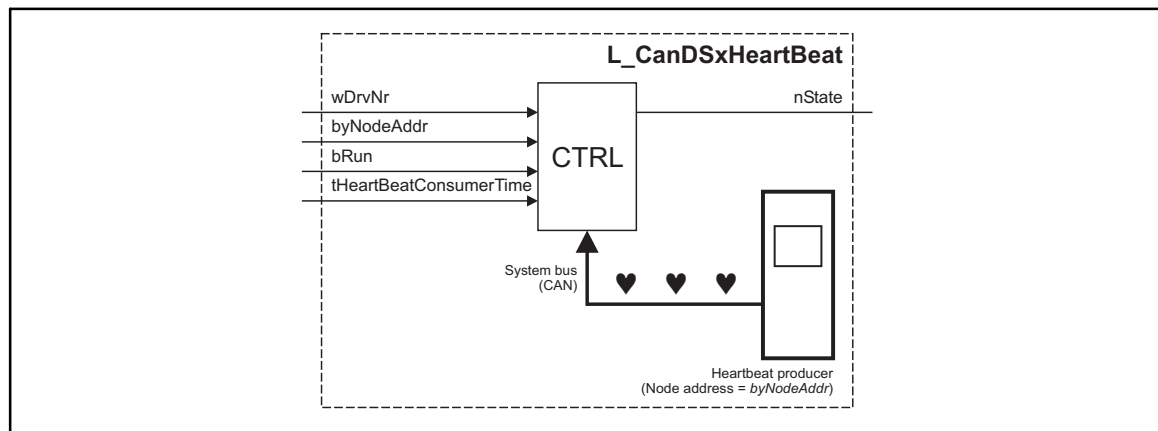 L_CanDSxHeartBeat
wDrvNr
nState
byNodeAddr
bRun
CTRL
tHeartBeatConsumerTime
System bus
(CAN)
Heartbeat producer
(Node address = byNodeAddr)